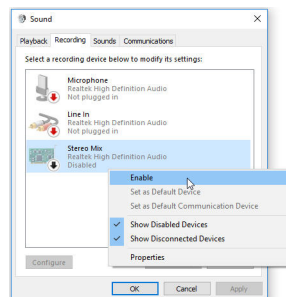 Sound
Playback Recording Sounds Communications
Select a recording device below to modify its settings:
Microphone
Realtek High Definition Audio
Not plugged in
Line In
Realtek High Definition Audio
Not plugged in
Stereo Mix
Realtek High Definition Audio
Disabled
Enable
Set as Default Device
Set as Default Communication Device
Show Disabled Devices
Show Disconnected Devices
Properties
Configure
OK Cancel Apply